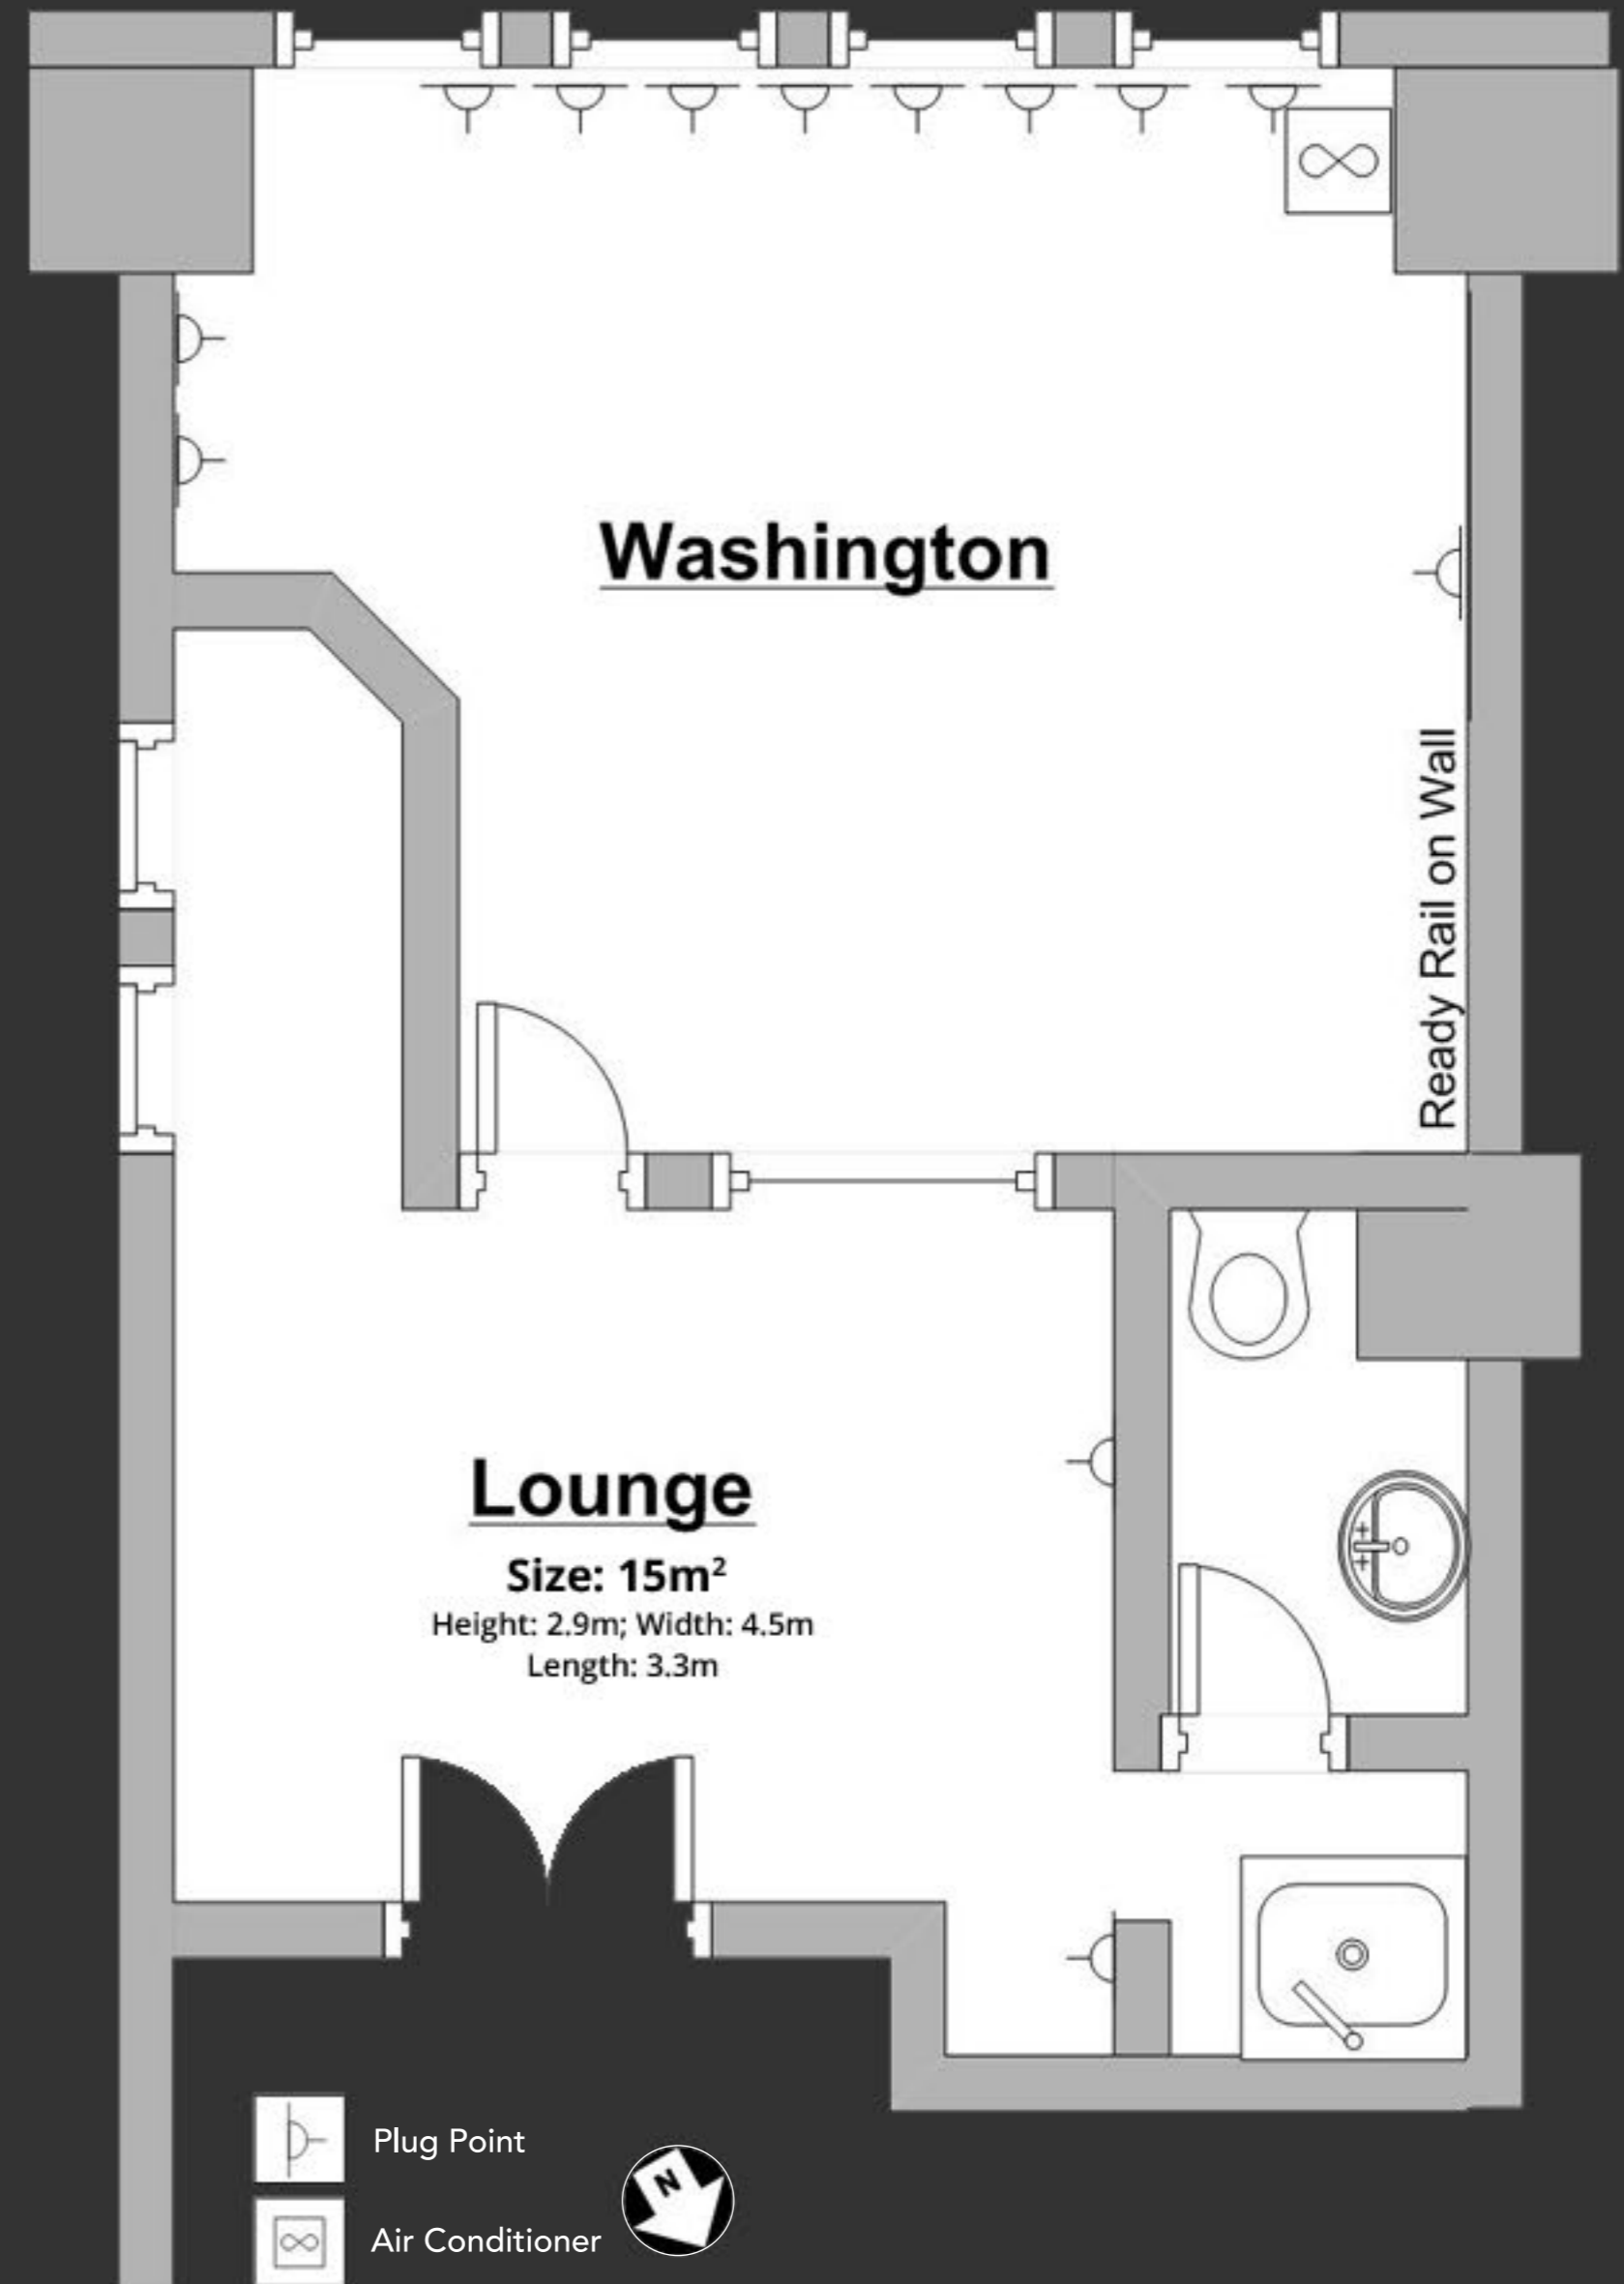 Washington
Ready Rail on Wall
Lounge
Size: 15m²
Height: 2.9m; Width: 4.5m
Length: 3.3m
Plug Point
N
Air Conditioner